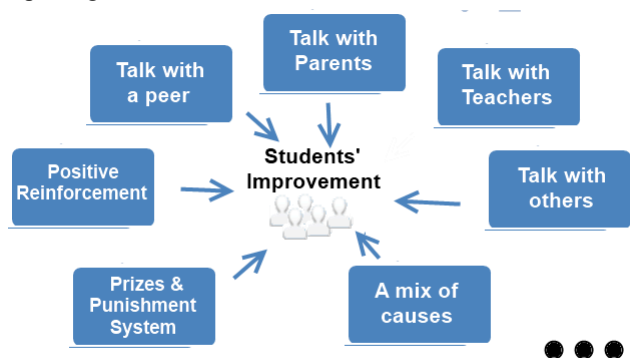 Talk with
Parents
Talk with
a peer
Talk with
Teachers
Students'
Improvement
Positive
Reinforcement
Talk with
others
Prizes &
Punishment
System
A mix of
causes